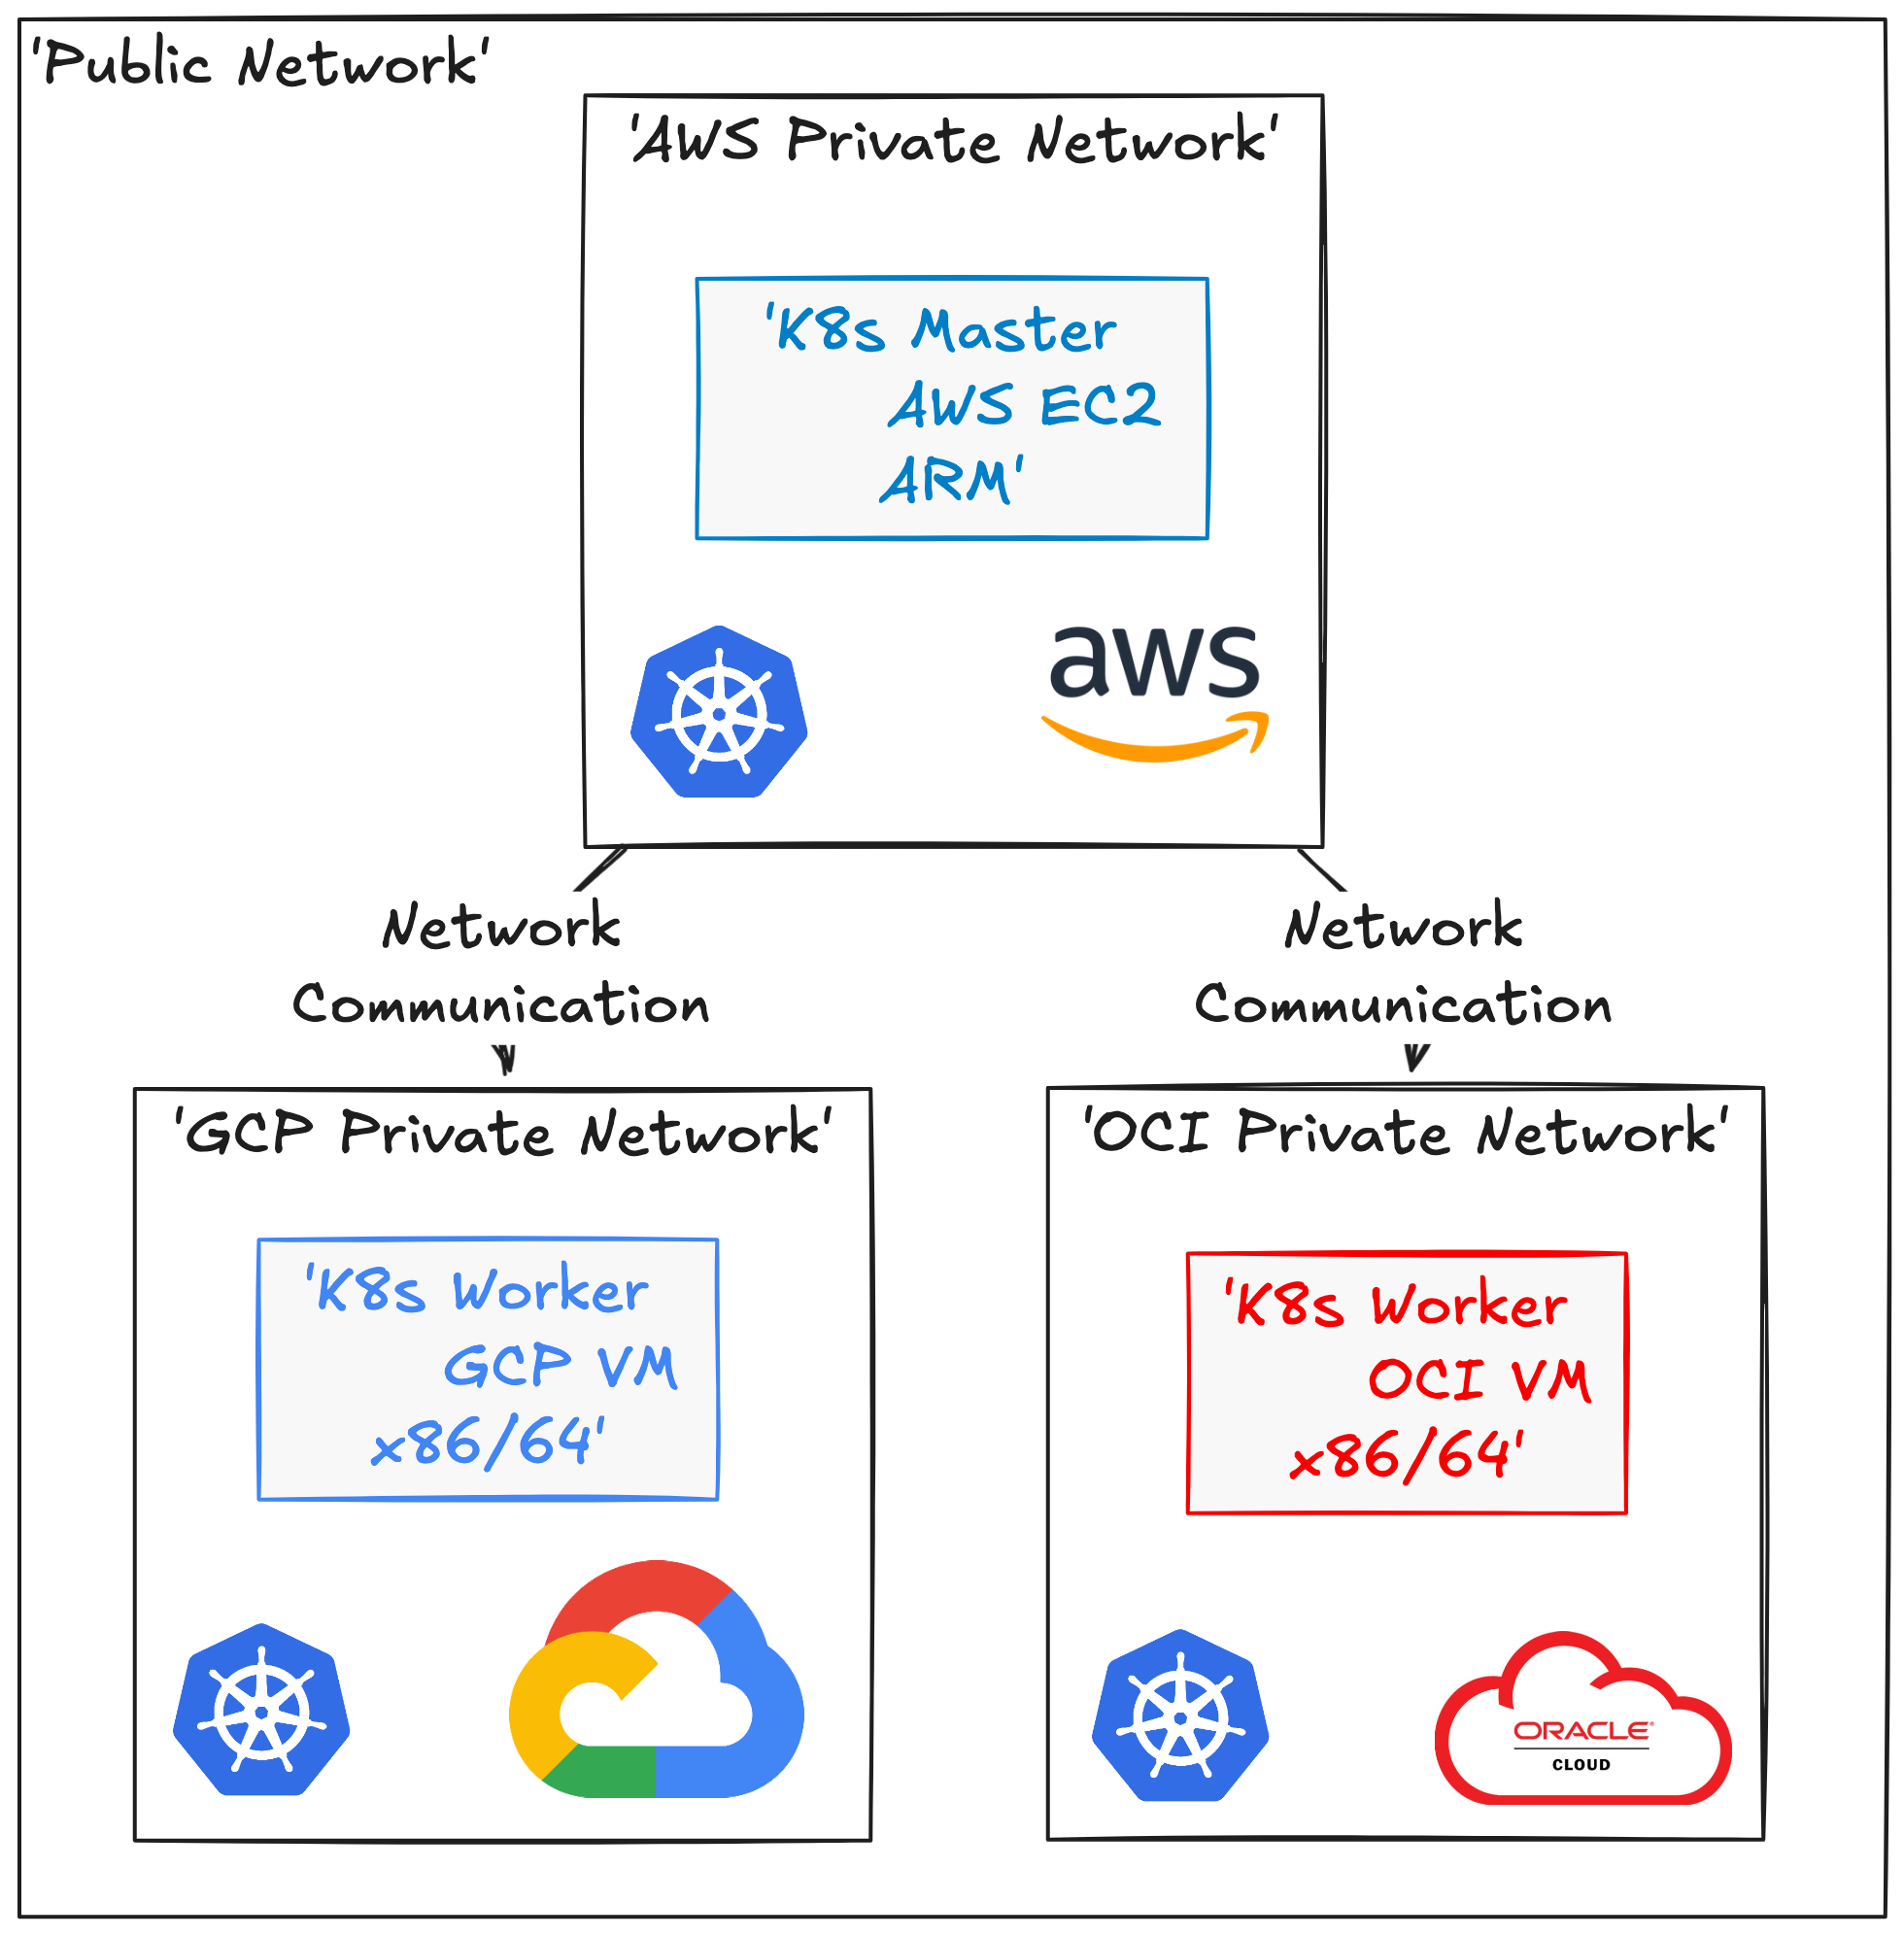 'Public Network'
'AWS Private Network'
'K8s Master
AWS EC2
ARM'
aws
Network
Communication
Network
Communication
'GCP Private Network'
'K8s Worker
GCP VM
x86/64'
'OCI Private Network'
'K8s Worker
OCI VM
x86/64'
ORACLE®
CLOUD